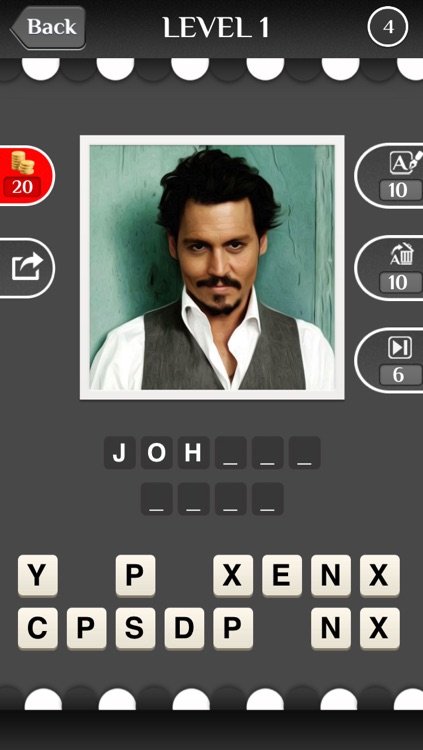 Back
LEVEL 1
4
20
A
10
A
10
6
J O H _ _ _
_ _ _ _
Y P X E N X
C P S D P N X